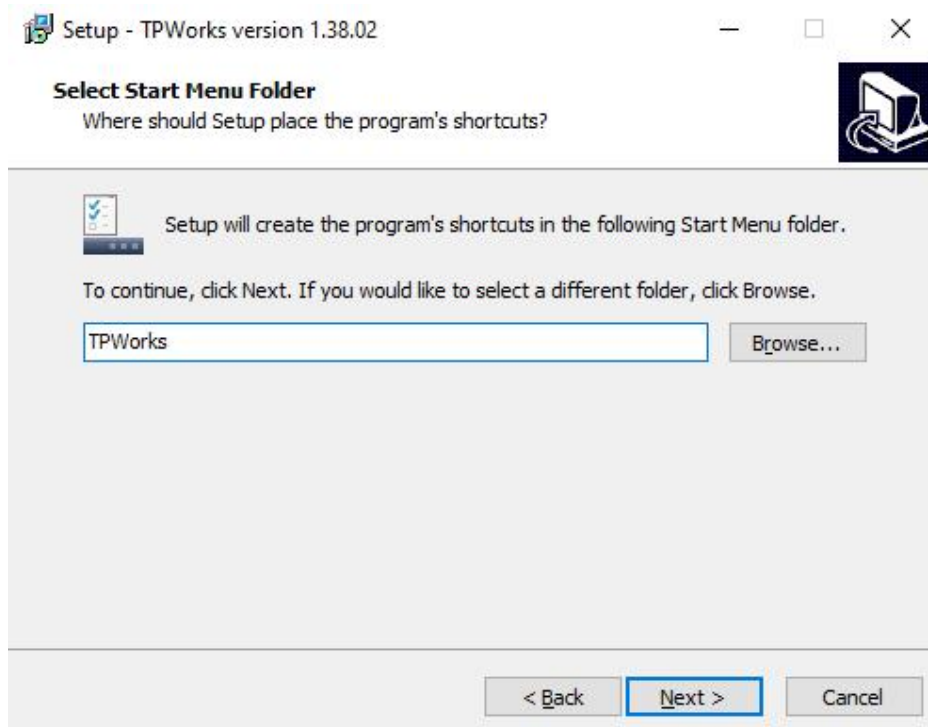 Setup - TPWorks version 1.38.02
Select Start Menu Folder
Where should Setup place the program's shortcuts?
Setup will create the program's shortcuts in the following Start Menu folder.
To continue, click Next. If you would like to select a different folder, click Browse.
TPWorks
Browse...
< Back
Next >
Cancel